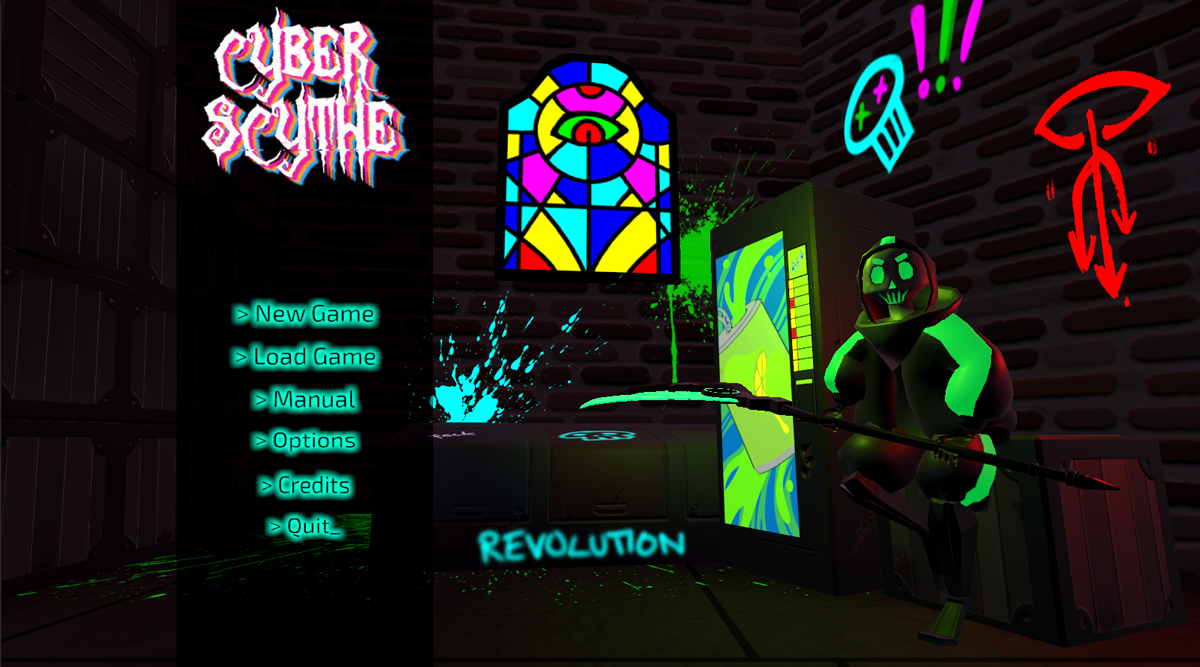 CYBER
SCYTHE
!!!
> New Game
> Load Game
> Manual
> Options
> Credits
> Quit_
REVOLUTION